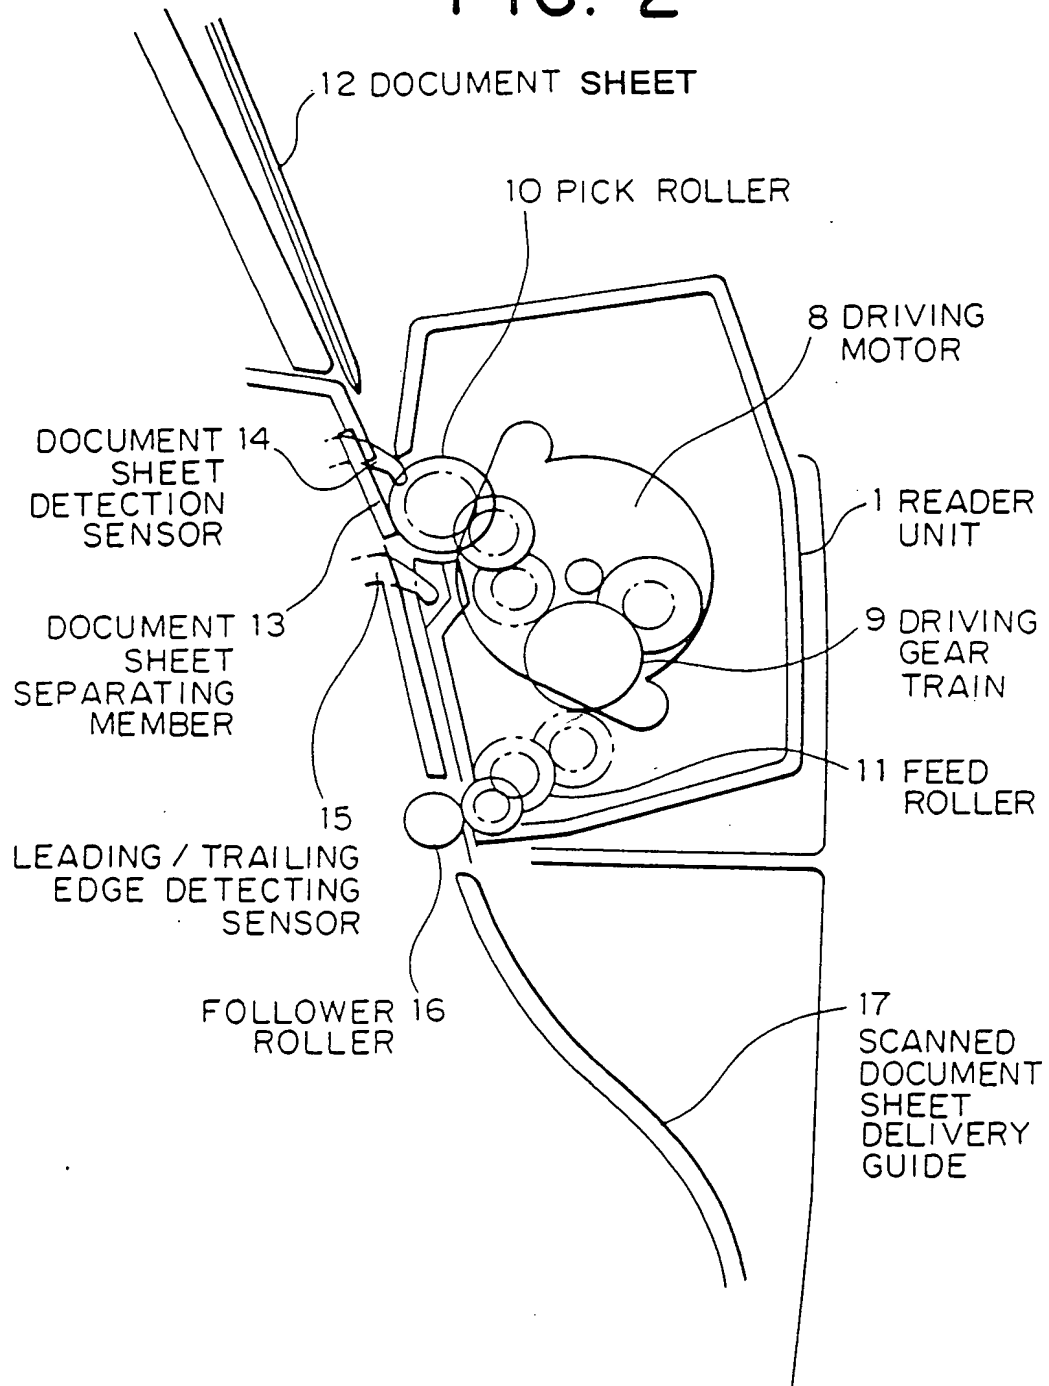 FIG. 2
12 DOCUMENT SHEET
10 PICK ROLLER
8 DRIVING
MOTOR
DOCUMENT 14
SHEET
DETECTION
SENSOR
1 READER
UNIT
DOCUMENT 13
SHEET
SEPARATING
MEMBER
9 DRIVING
GEAR
TRAIN
15
LEADING / TRAILING
EDGE DETECTING
SENSOR
11 FEED
ROLLER
FOLLOWER 16
ROLLER
17
SCANNED
DOCUMENT
SHEET
DELIVERY
GUIDE